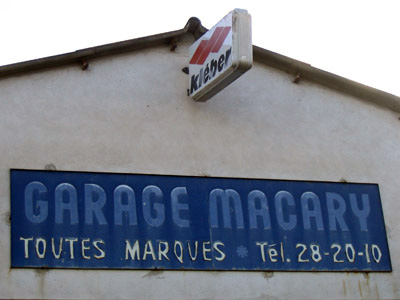 kléber
GARAGE MACARY
TOUTES MARQUES * Tél. 28-20-10